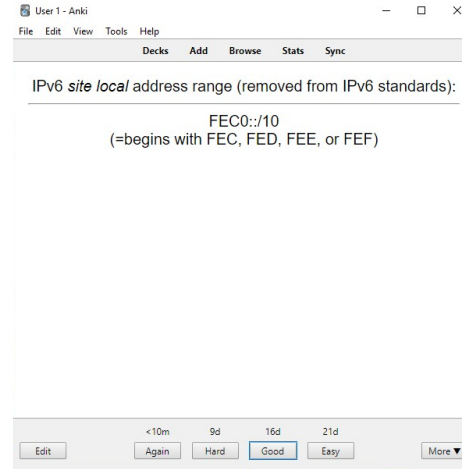 User 1 - Anki
File Edit View Tools Help
Decks Add Browse Stats Sync
IPv6 site local address range (removed from IPv6 standards):
FEC0::/10
(=begins with FEC, FED, FEE, or FEF)
<10m 9d 16d 21d
Edit Again Hard Good Easy More ▼